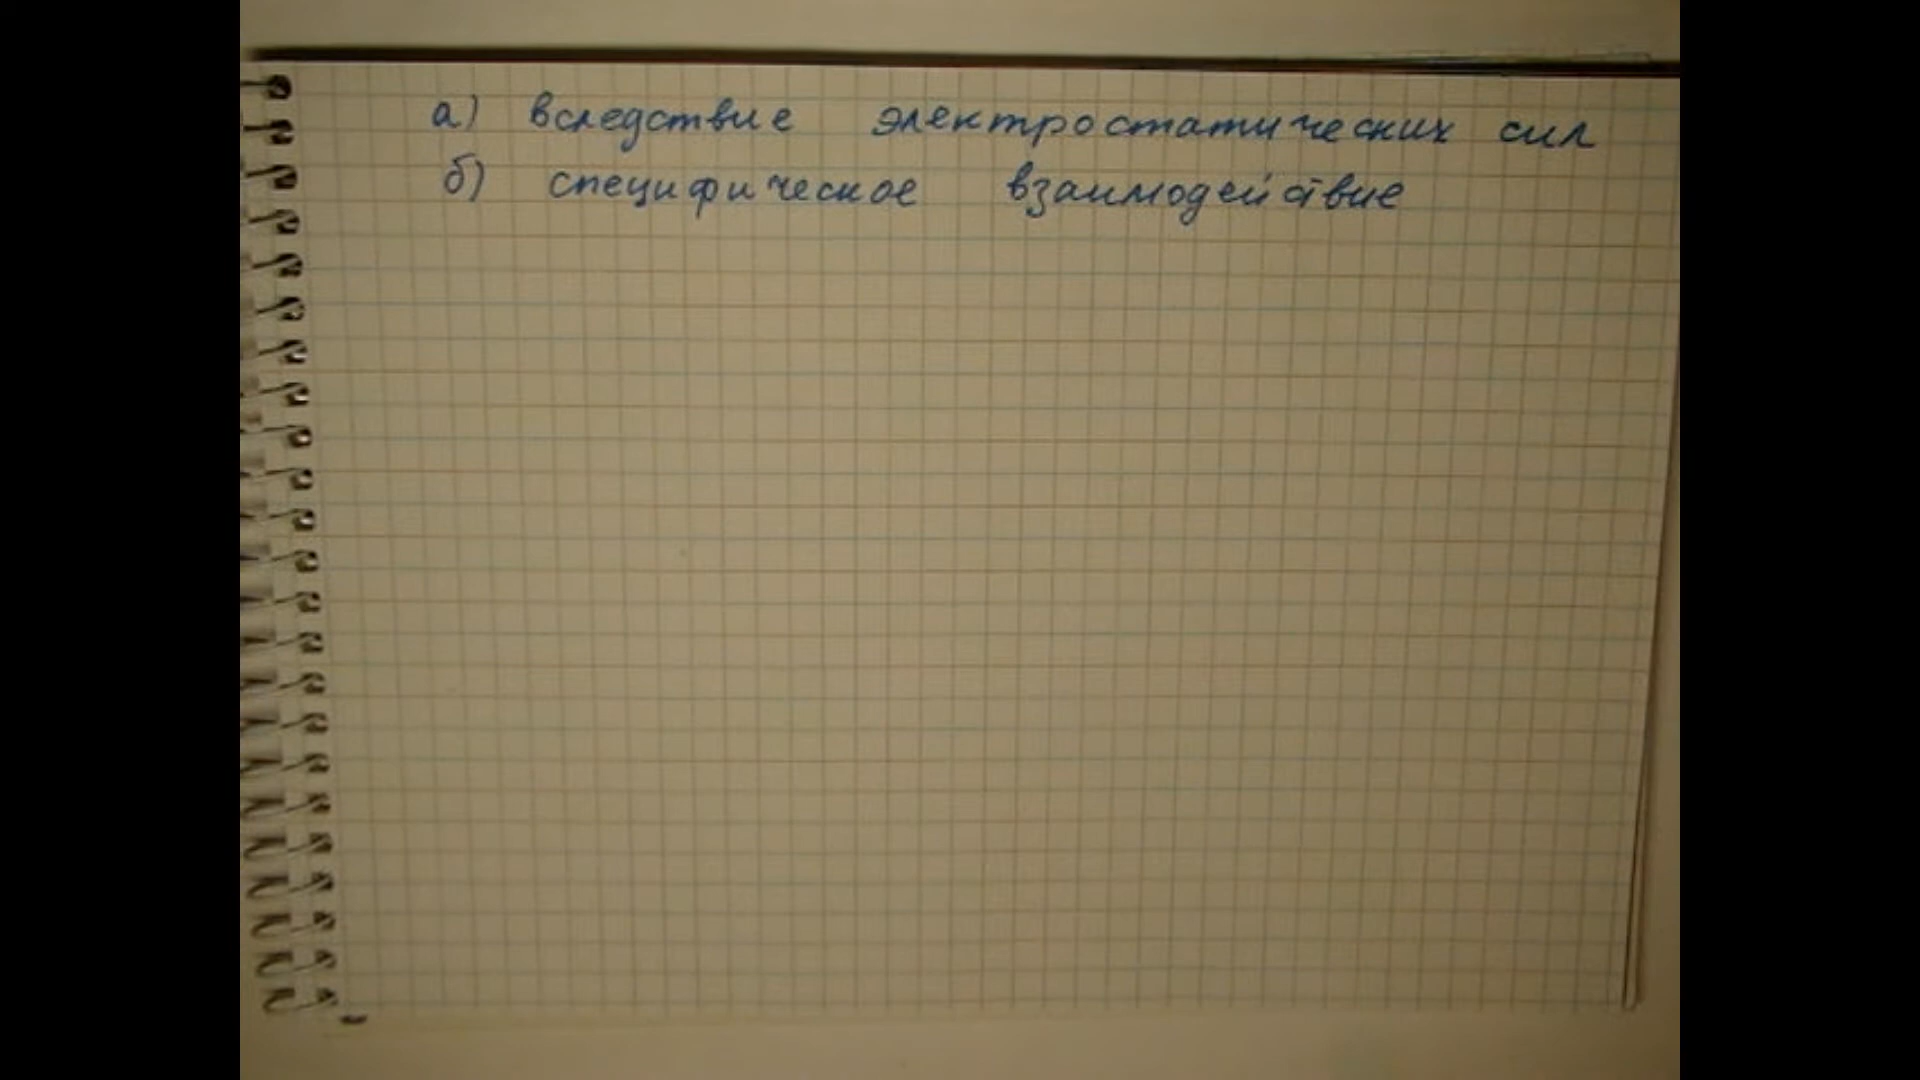 а) вследствие электростатических сил
б) специфическое взаимодействие